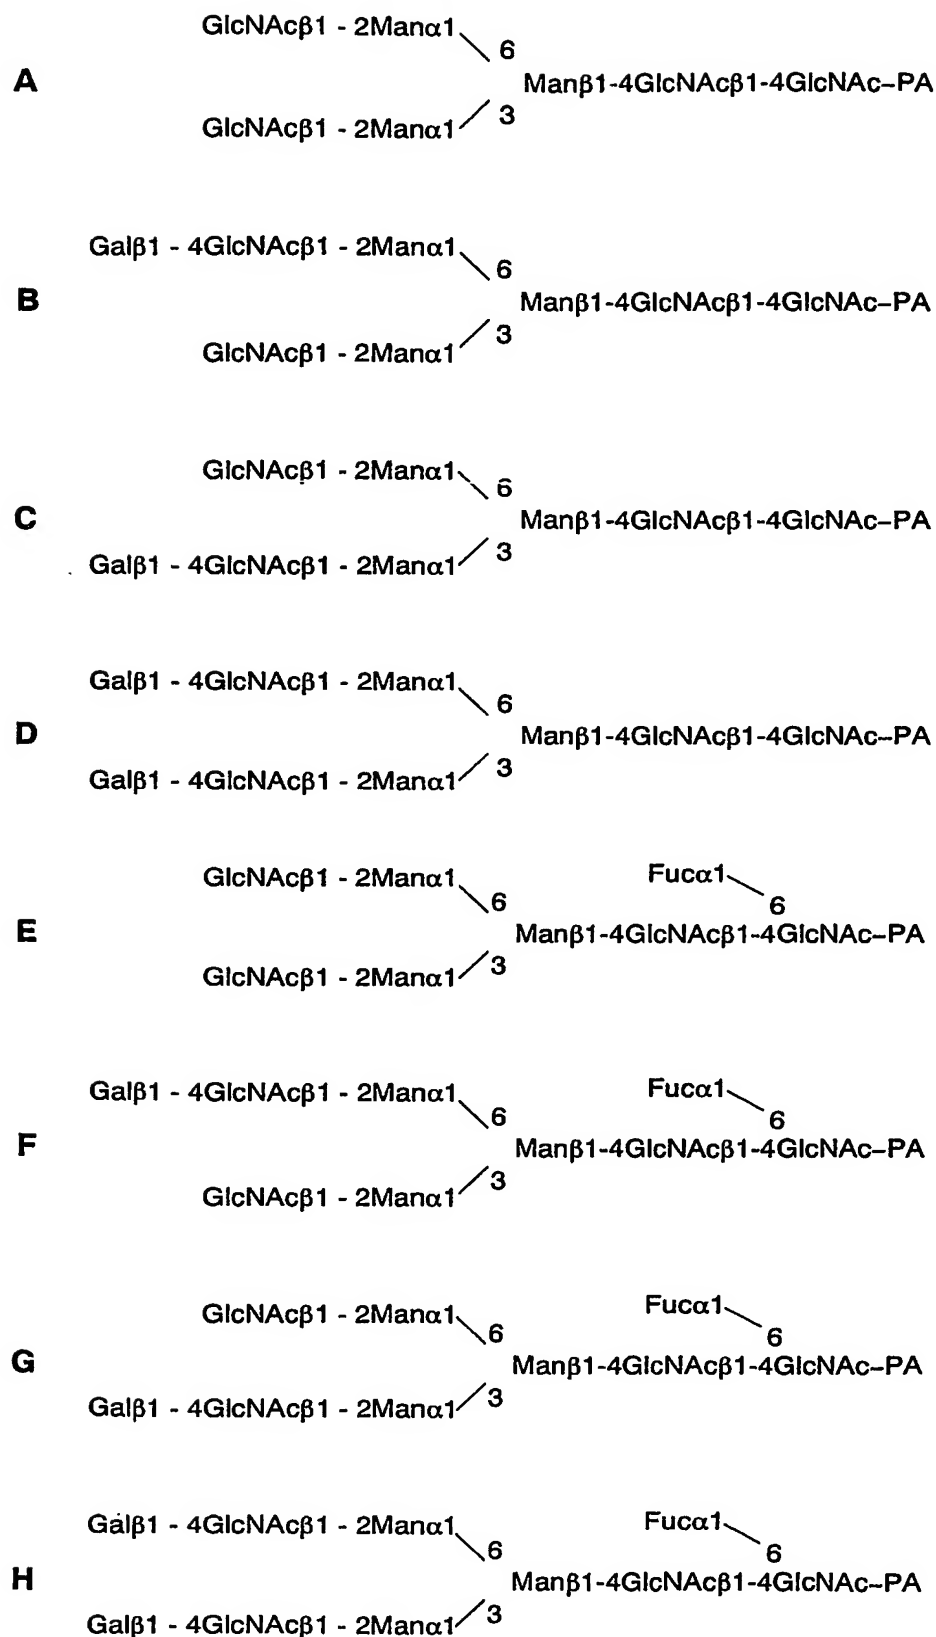 GlcNAcβ1 - 2Manα1
6
A
Manβ1-4GlcNAcβ1-4GlcNAc-PA
3
GlcNAcβ1 - 2Manα1
Galβ1 - 4GlcNAcβ1 - 2Manα1
6
B
Manβ1-4GlcNAcβ1-4GlcNAc-PA
3
GlcNAcβ1 - 2Manα1
GlcNAcβ1 - 2Manα1
6
C
Manβ1-4GlcNAcβ1-4GlcNAc-PA
3
Galβ1 - 4GlcNAcβ1 - 2Manα1
Galβ1 - 4GlcNAcβ1 - 2Manα1
6
D
Manβ1-4GlcNAcβ1-4GlcNAc-PA
3
Galβ1 - 4GlcNAcβ1 - 2Manα1
GlcNAcβ1 - 2Manα1
Fucα1
6
6
E
Manβ1-4GlcNAcβ1-4GlcNAc-PA
3
GlcNAcβ1 - 2Manα1
Galβ1 - 4GlcNAcβ1 - 2Manα1
Fucα1
6
6
F
Manβ1-4GlcNAcβ1-4GlcNAc-PA
3
GlcNAcβ1 - 2Manα1
GlcNAcβ1 - 2Manα1
Fucα1
6
6
G
Manβ1-4GlcNAcβ1-4GlcNAc-PA
3
Galβ1 - 4GlcNAcβ1 - 2Manα1
Galβ1 - 4GlcNAcβ1 - 2Manα1
Fucα1
6
6
H
Manβ1-4GlcNAcβ1-4GlcNAc-PA
3
Galβ1 - 4GlcNAcβ1 - 2Manα1